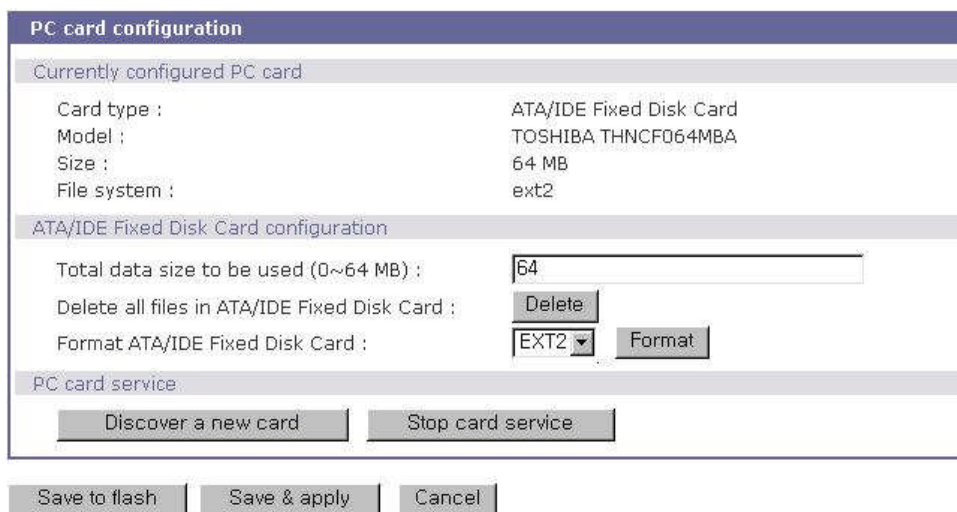 PC card configuration
Currently configured PC card
Card type : ATA/IDE Fixed Disk Card
Model : TOSHIBA THNCF064MBA
Size : 64 MB
File system : ext2
ATA/IDE Fixed Disk Card configuration
Total data size to be used (0~64 MB) : 64
Delete all files in ATA/IDE Fixed Disk Card : Delete
Format ATA/IDE Fixed Disk Card : EXT2 Format
PC card service
Discover a new card Stop card service
Save to flash Save & apply Cancel